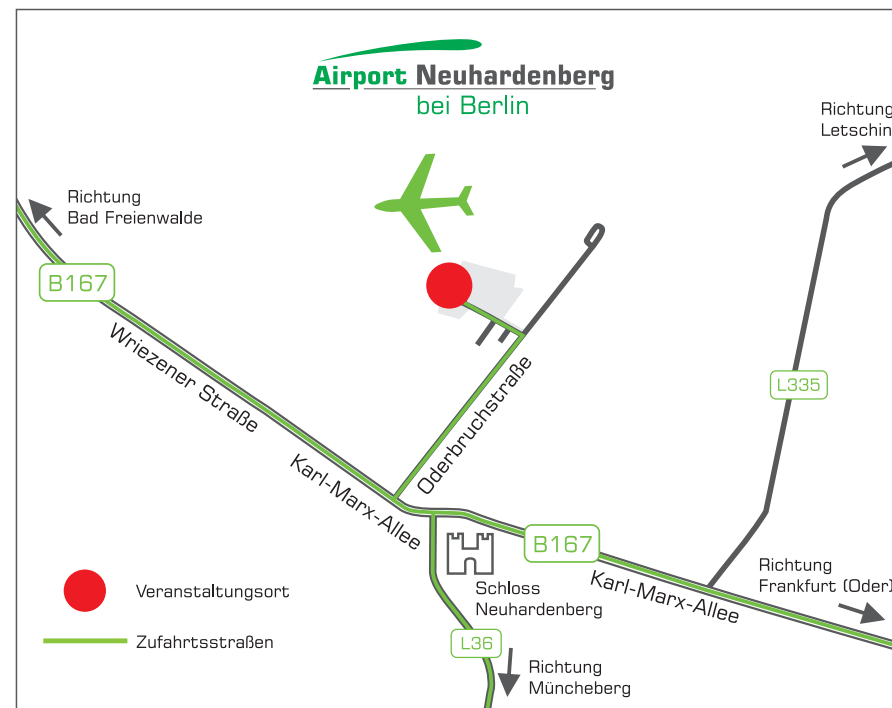 Airport Neuhardenberg
bei Berlin
Richtung
Letschin
Richtung
Bad Freienwalde
B167
Wriezener Straße
Oderbruchstraße
L335
Karl-Marx-Allee
B167
Karl-Marx-Allee
Richtung
Frankfurt (Oder)
Schloss
Neuhardenberg
Veranstaltungsort
Zufahrtsstraßen
L36
Richtung
Müncheberg